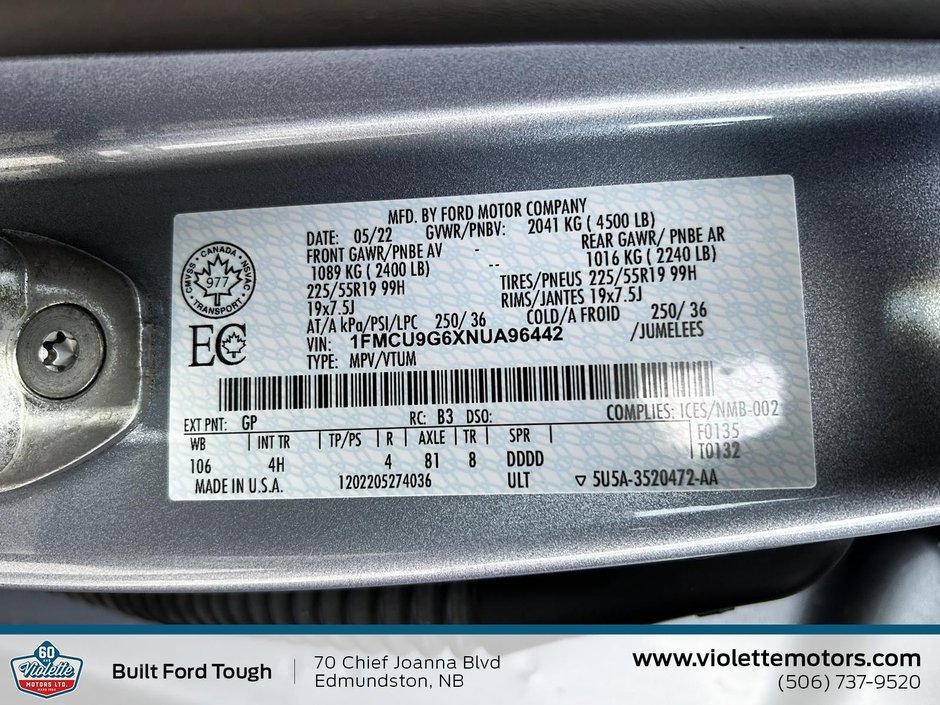 MFD. BY FORD MOTOR COMPANY
DATE: 05/22 GVWR/PNBV: 2041 KG ( 4500 LB)
FRONT GAWR/PNBE AV - REAR GAWR/ PNBE AR
1089 KG ( 2400 LB) -- 1016 KG ( 2240 LB)
225/55R19 99H TIRES/PNEUS 225/55R19 99H
19x7.5J RIMS/JANTES 19x7.5J
AT/A kPa/PSI/LPC 250/ 36 COLD/A FROID 250/ 36
VIN: 1FMCU9G6XNUA96442 /JUMELEES
TYPE: MPV/VTUM
CANADA
CMVSS NSVAC
977
TRANSPORT
EC
EXT PNT: GP RC: B3 DSO: COMPLIES: ICES/NMB-002
WB INT TR TP/PS R AXLE TR SPR F0135
106 4H 4 81 8 DDDD T0132
MADE IN U.S.A. 1202205274036 ULT ▽ 5U5A-3520472-AA
60
Violette
MOTORS LTD.
Built Ford Tough
70 Chief Joanna Blvd
Edmundston, NB
www.violettemotors.com
(506) 737-9520